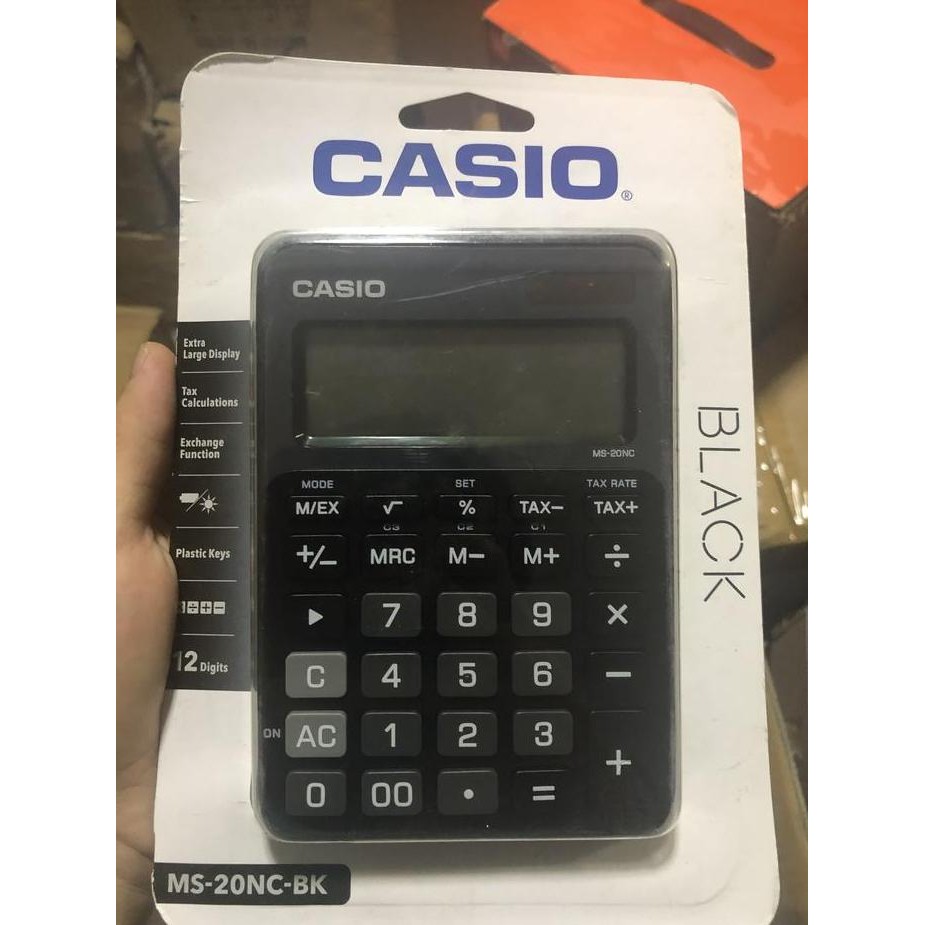 CASIO®
CASIO
Extra
Large Display
Tax
Calculations
Exchange
Function
Plastic Keys
12 Digits
BLACK
MS-20NC
MODE SET TAX RATE
M/EX √ % TAX− TAX+
C3 C2 C1
+/− MRC M− M+ ÷
▶ 7 8 9 ×
C 4 5 6 −
ON AC 1 2 3 +
0 00 • =
MS-20NC-BK